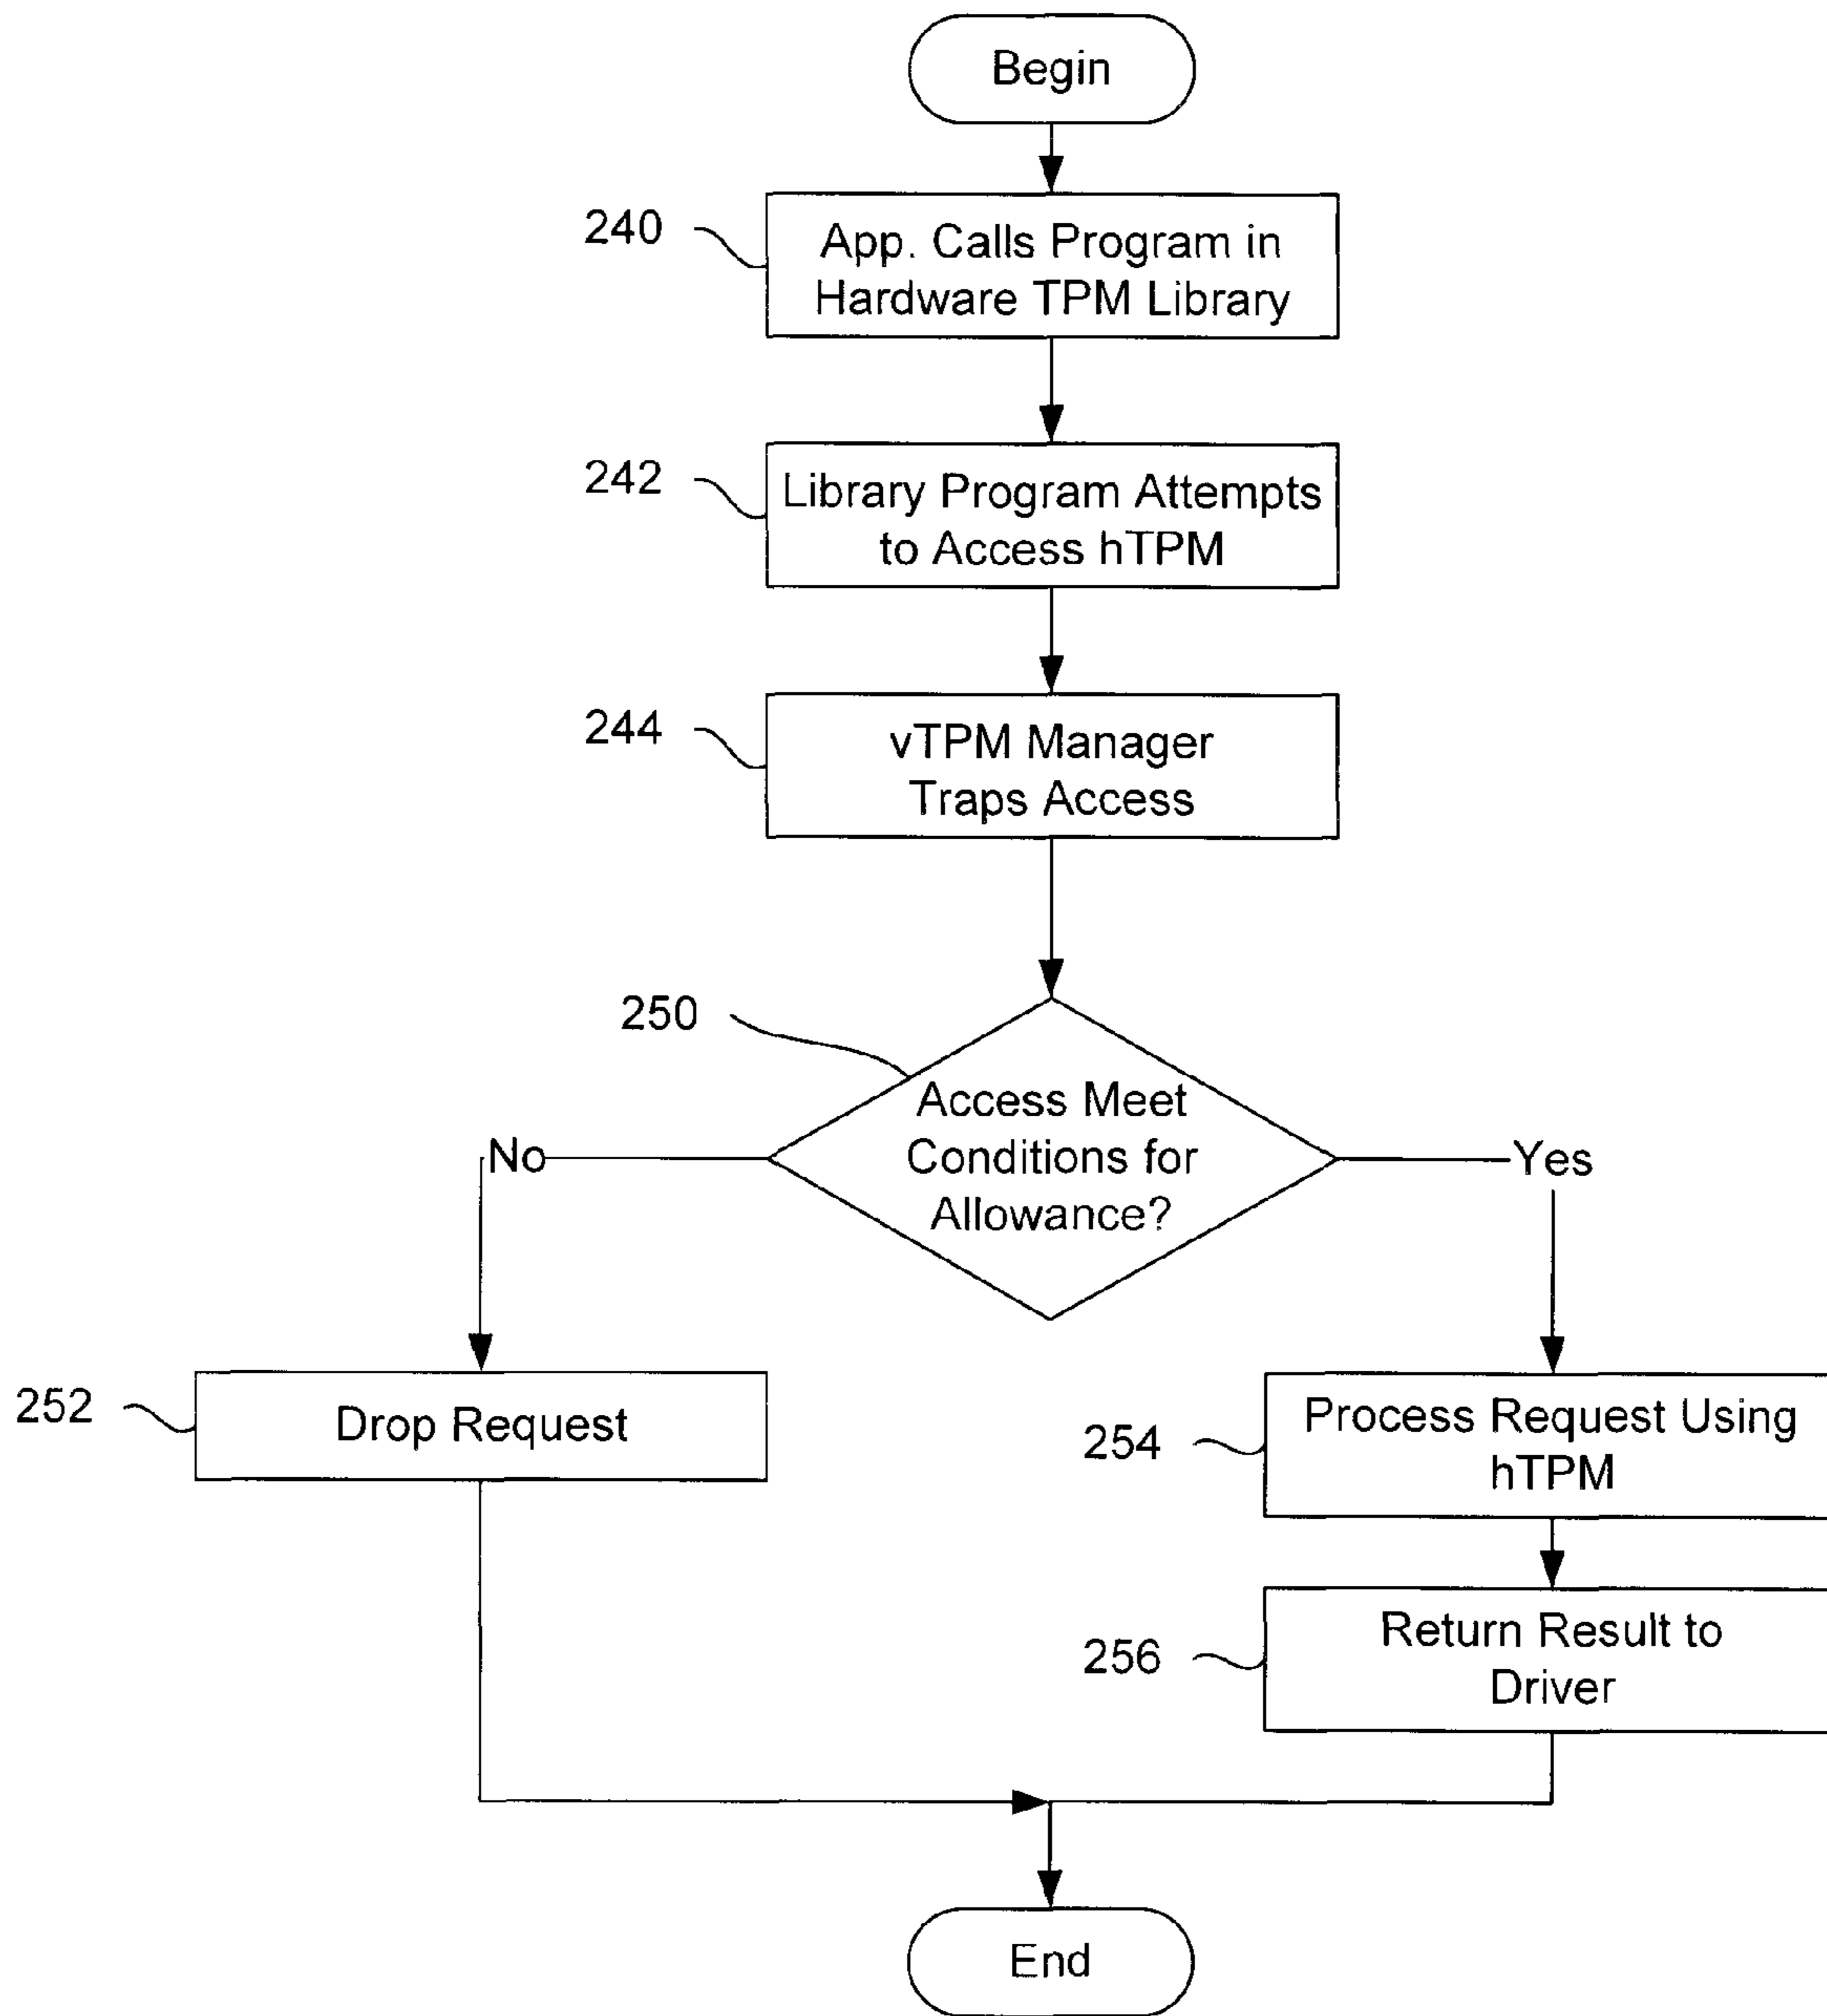 Begin
240
App. Calls Program in
Hardware TPM Library
242
Library Program Attempts
to Access hTPM
244
vTPM Manager
Traps Access
250
Access Meet
Conditions for
Allowance?
No
Yes
252
Drop Request
254
Process Request Using
hTPM
256
Return Result to
Driver
End